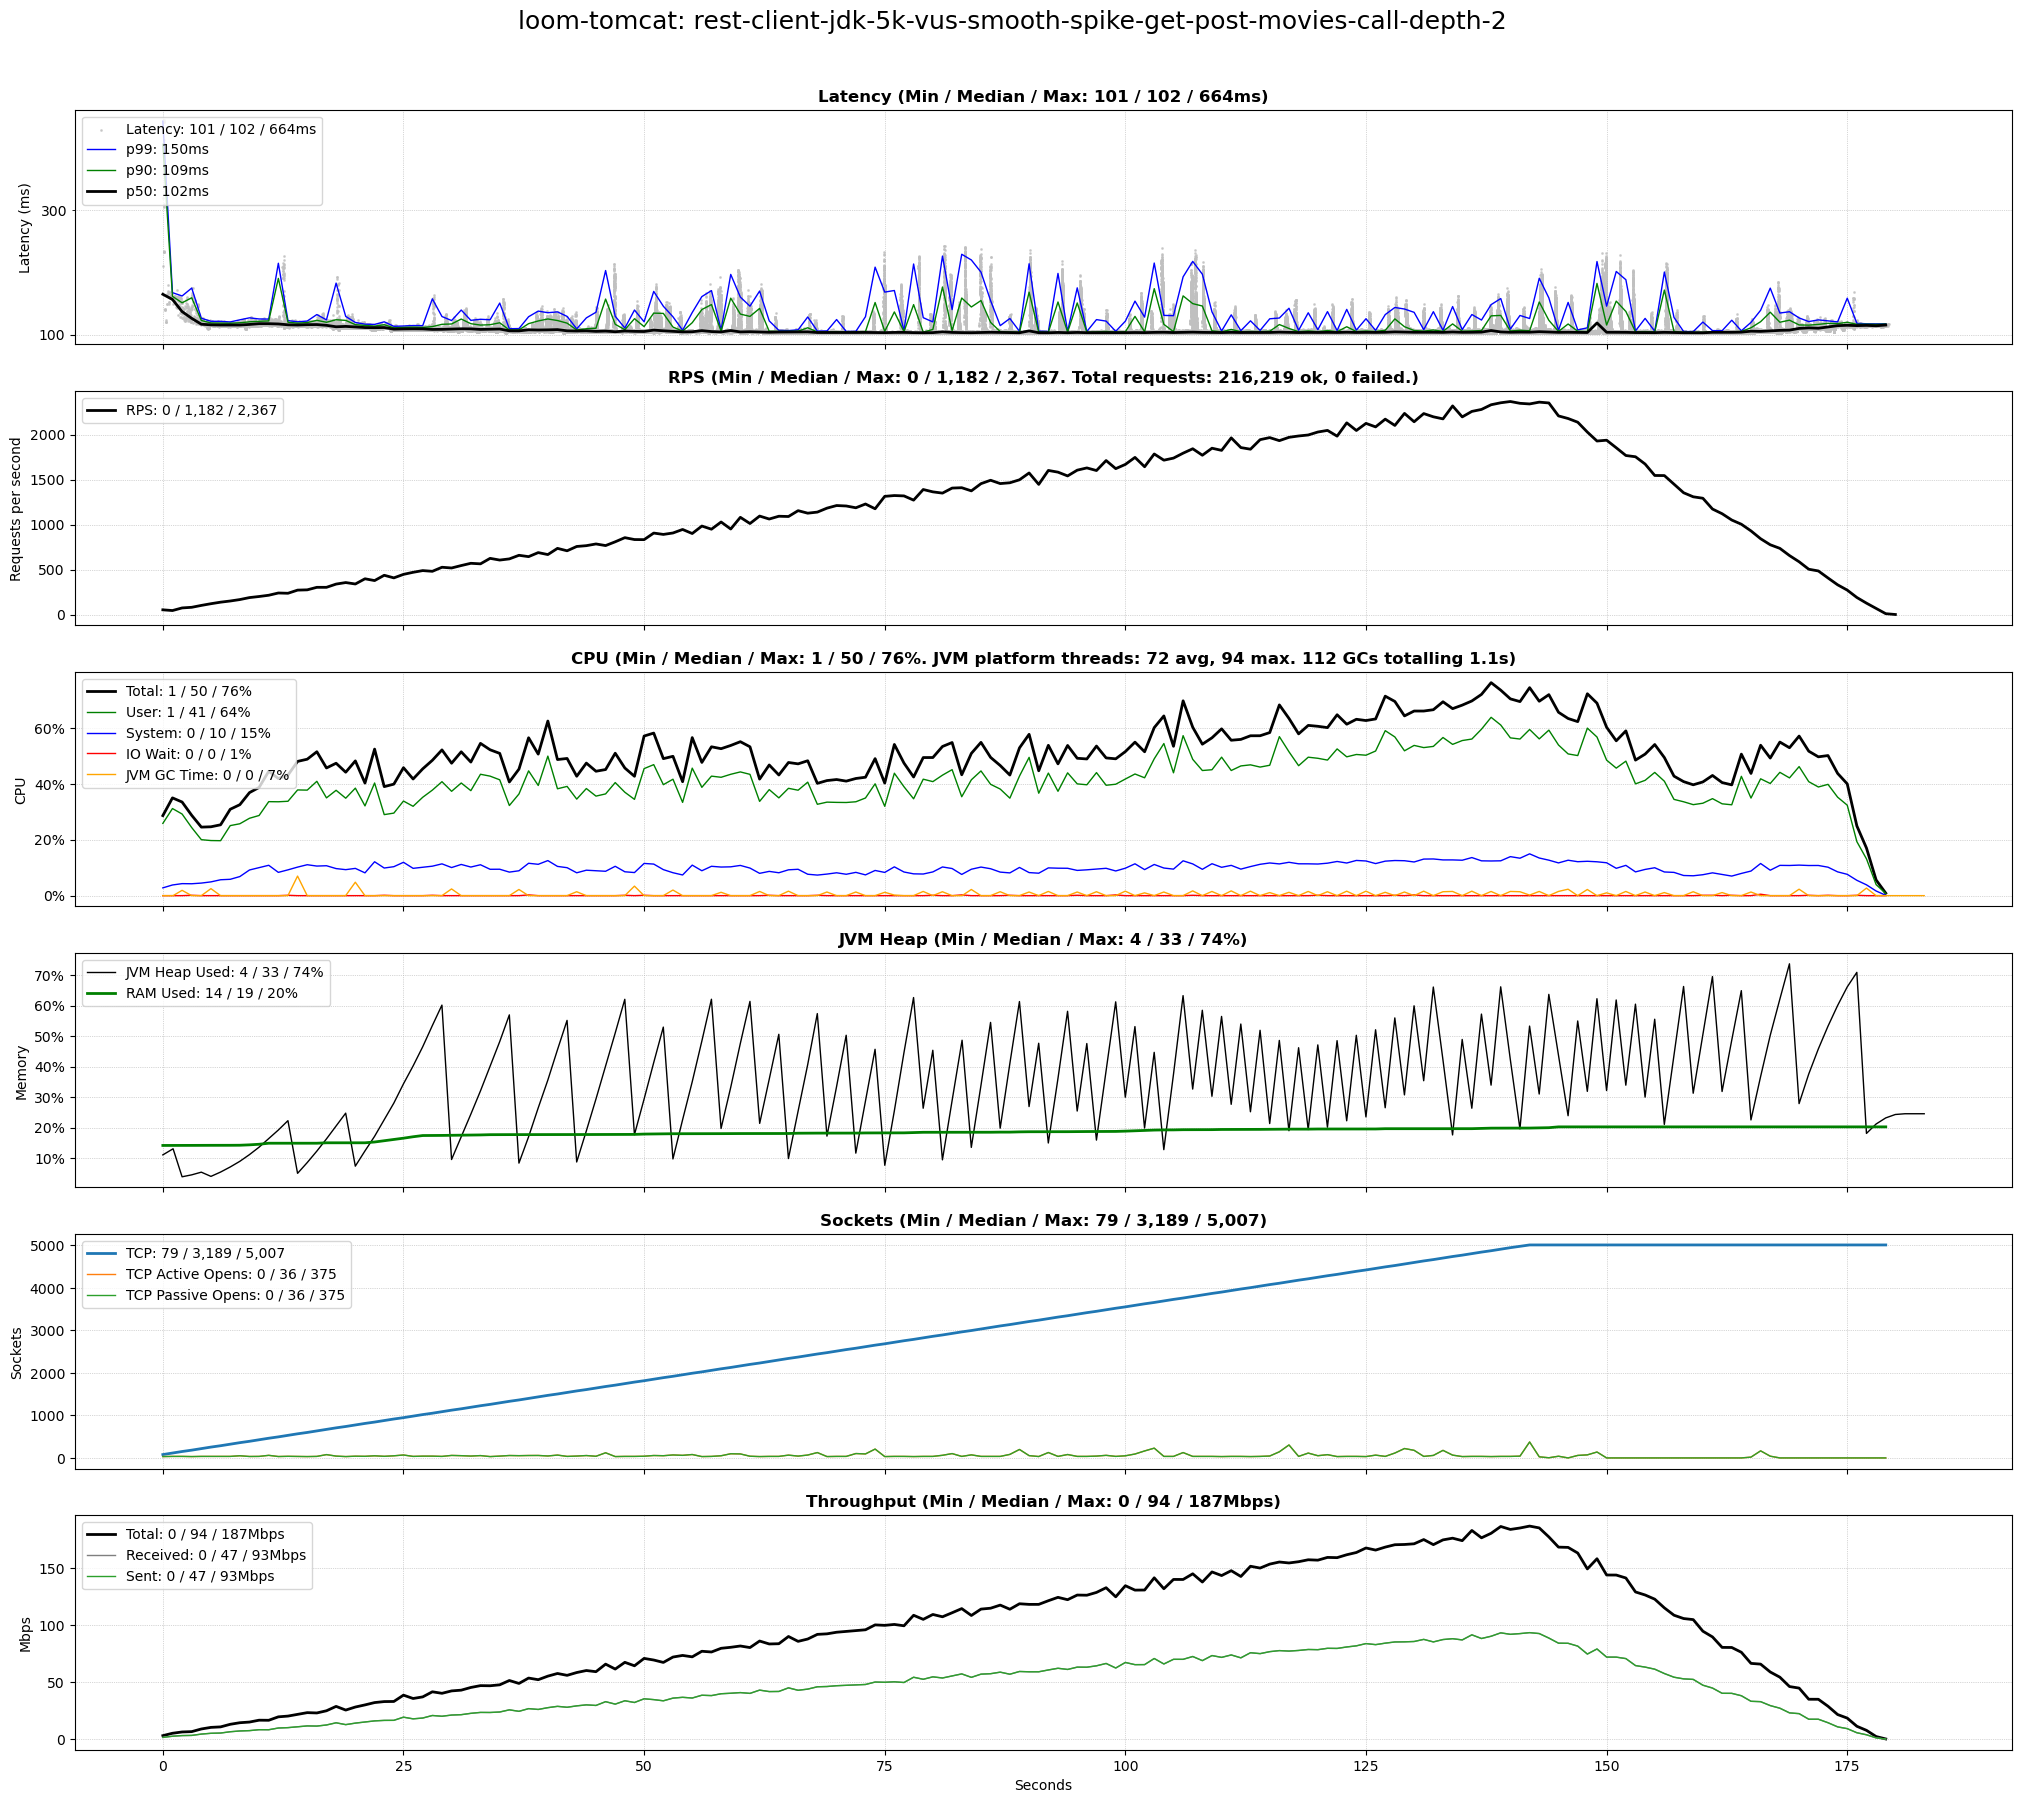 loom-tomcat: rest-client-jdk-5k-vus-smooth-spike-get-post-movies-call-depth-2
Latency (Min / Median / Max: 101 / 102 / 664ms)
Latency: 101 / 102 / 664ms
p99: 150ms
p90: 109ms
p50: 102ms
Latency (ms)
300
100
RPS (Min / Median / Max: 0 / 1,182 / 2,367. Total requests: 216,219 ok, 0 failed.)
RPS: 0 / 1,182 / 2,367
Requests per second
2000
1500
1000
500
0
CPU (Min / Median / Max: 1 / 50 / 76%. JVM platform threads: 72 avg, 94 max. 112 GCs totalling 1.1s)
Total: 1 / 50 / 76%
User: 1 / 41 / 64%
System: 0 / 10 / 15%
IO Wait: 0 / 0 / 1%
JVM GC Time: 0 / 0 / 7%
CPU
60%
40%
20%
0%
JVM Heap (Min / Median / Max: 4 / 33 / 74%)
JVM Heap Used: 4 / 33 / 74%
RAM Used: 14 / 19 / 20%
Memory
70%
60%
50%
40%
30%
20%
10%
Sockets (Min / Median / Max: 79 / 3,189 / 5,007)
TCP: 79 / 3,189 / 5,007
TCP Active Opens: 0 / 36 / 375
TCP Passive Opens: 0 / 36 / 375
Sockets
5000
4000
3000
2000
1000
0
Throughput (Min / Median / Max: 0 / 94 / 187Mbps)
Total: 0 / 94 / 187Mbps
Received: 0 / 47 / 93Mbps
Sent: 0 / 47 / 93Mbps
Mbps
150
100
50
0
0 25 50 75 100 125 150 175
Seconds